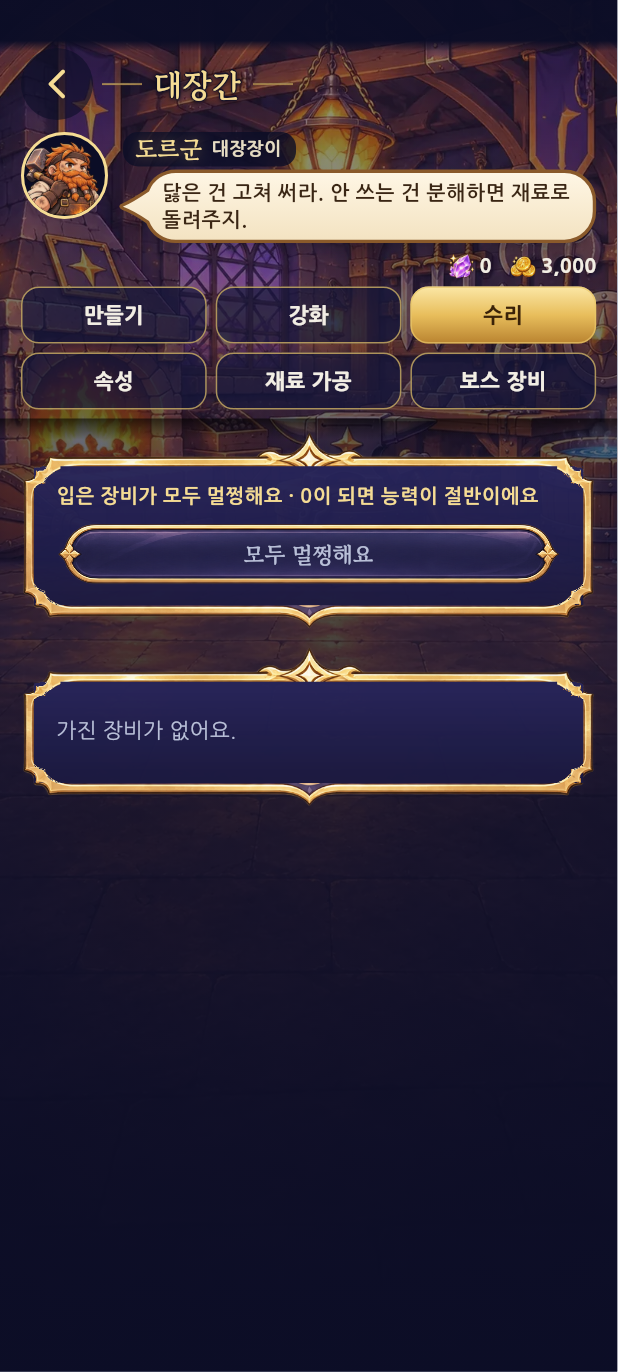 대장간
도르군 대장장이
닳은 건 고쳐 써라. 안 쓰는 건 분해하면 재료로
돌려주지.
0 3,000
만들기 강화 수리
속성 재료 가공 보스 장비
입은 장비가 모두 멀쩡해요 · 0이 되면 능력이 절반이에요
모두 멀쩡해요
가진 장비가 없어요.